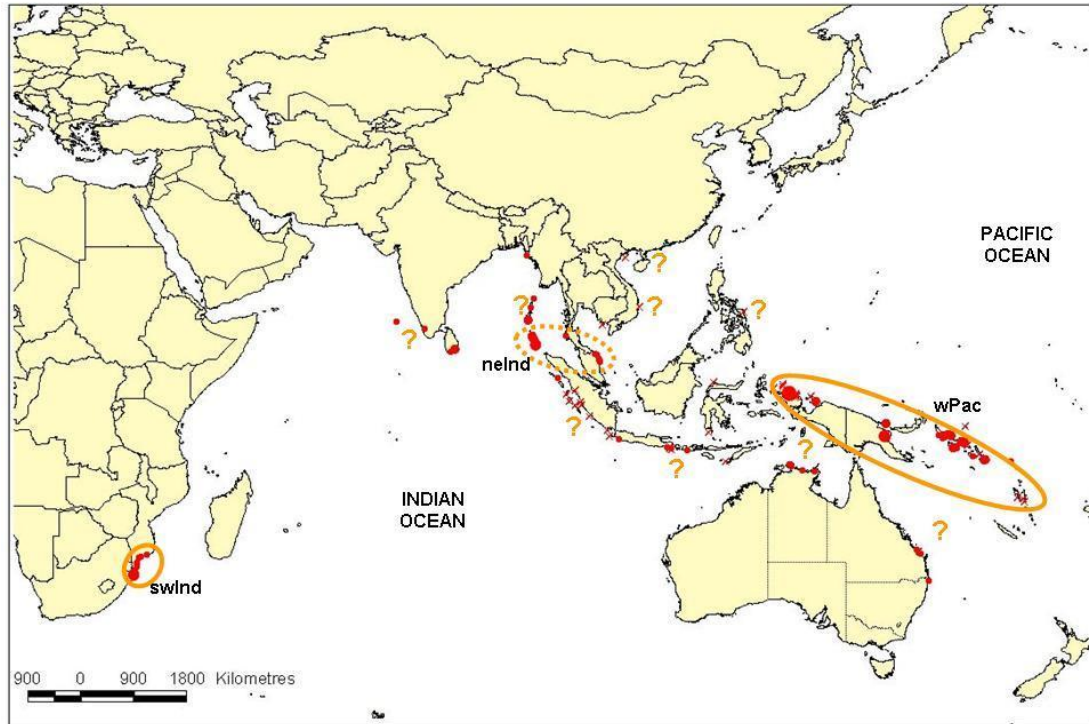 PACIFIC
OCEAN
?
?
?
?
?
neInd
wPac
?
?
?
INDIAN
OCEAN
?
swInd
900 0 900 1800 Kilometres